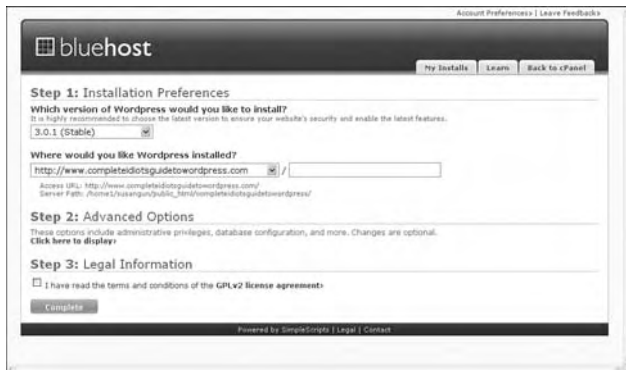 Account Preferences› | Leave Feedback›
bluehost
My Installs
Learn
Back to cPanel
Step 1: Installation Preferences
Which version of Wordpress would you like to install?
It is highly recommended to choose the latest version to ensure your website's security and enable the latest features.
3.0.1 (Stable)
Where would you like Wordpress installed?
http://www.completeidiotsguidetowordpress.com /
Access URL: http://www.completeidiotsguidetowordpress.com/
Server Path: /home1/susangun/public_html/completeidiotsguidetowordpress/
Step 2: Advanced Options
These options include administrative privileges, database configuration, and more. Changes are optional.
Click here to display›
Step 3: Legal Information
I have read the terms and conditions of the GPLv2 license agreement›
Complete
Powered by SimpleScripts | Legal | Contact